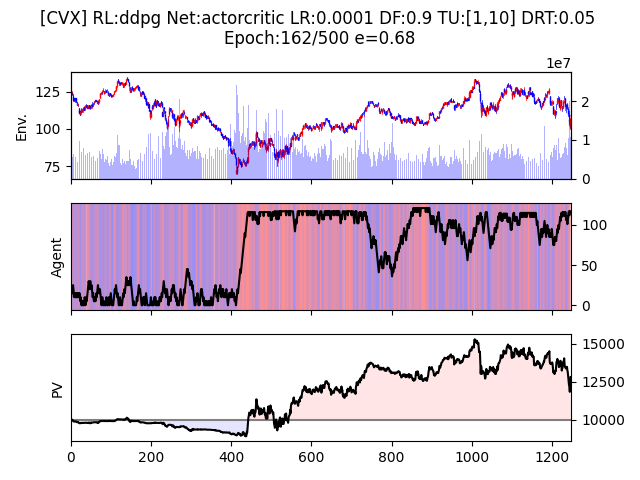 [CVX] RL:ddpg Net:actorcritic LR:0.0001 DF:0.9 TU:[1,10] DRT:0.05
Epoch:162/500 e=0.68
1e7
Env.
125
100
75
2
1
0
Agent
100
50
0
PV
15000
12500
10000
0 200 400 600 800 1000 1200